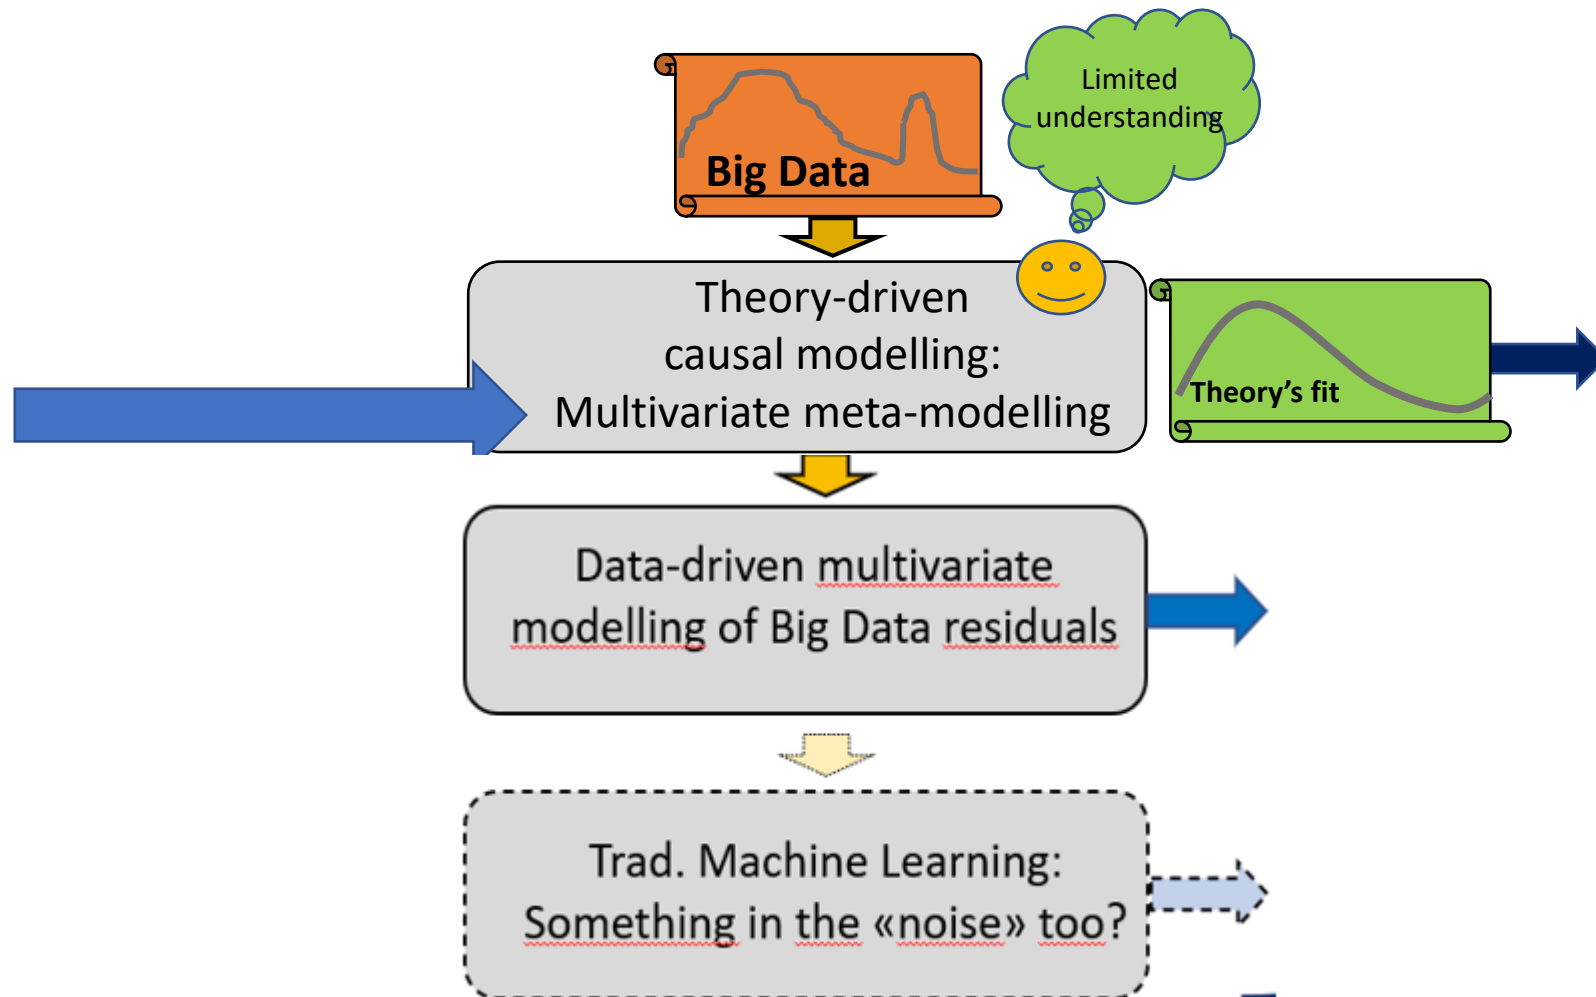 Limited
understanding
Big Data
Theory-driven
causal modelling:
Multivariate meta-modelling
Theory’s fit
Data-driven multivariate
modelling of Big Data residuals
Trad. Machine Learning:
Something in the «noise» too?